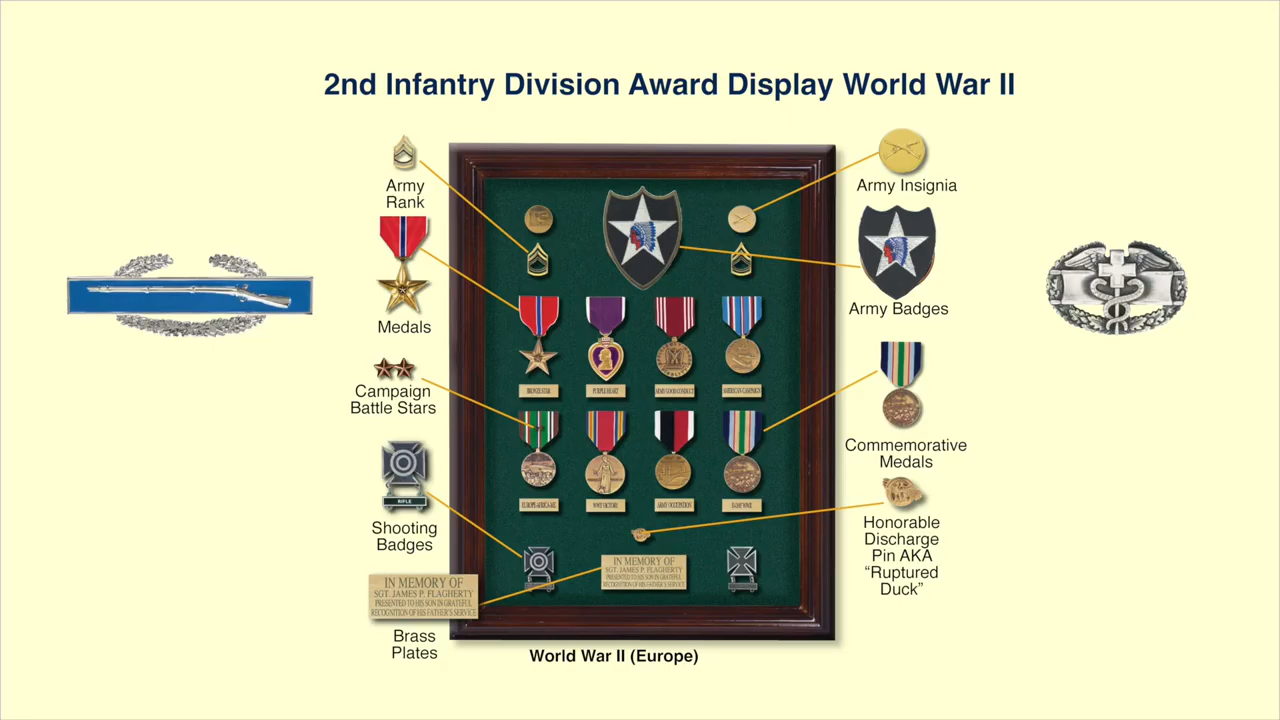 2nd Infantry Division Award Display World War II
Army
Rank
Medals
Campaign
Battle Stars
RIFLE
Shooting
Badges
IN MEMORY OF
SGT. JAMES P. FLAGHERTY
PRESENTED TO HIS SON IN GRATEFUL
RECOGNITION OF HIS FATHER'S SERVICE
Brass
Plates
BRONZE STAR
PURPLE HEART
ARMY GOOD CONDUCT
AMERICAN CAMPAIGN
EUROPE-AFRICA-M.E.
WWII VICTORY
ARMY OCCUPATION
IN MEMORY OF
SGT. JAMES P. FLAGHERTY
PRESENTED TO HIS SON IN GRATEFUL
RECOGNITION OF HIS FATHER'S SERVICE
World War II (Europe)
Army Insignia
Army Badges
Commemorative
Medals
Honorable
Discharge
Pin AKA
“Ruptured
Duck”